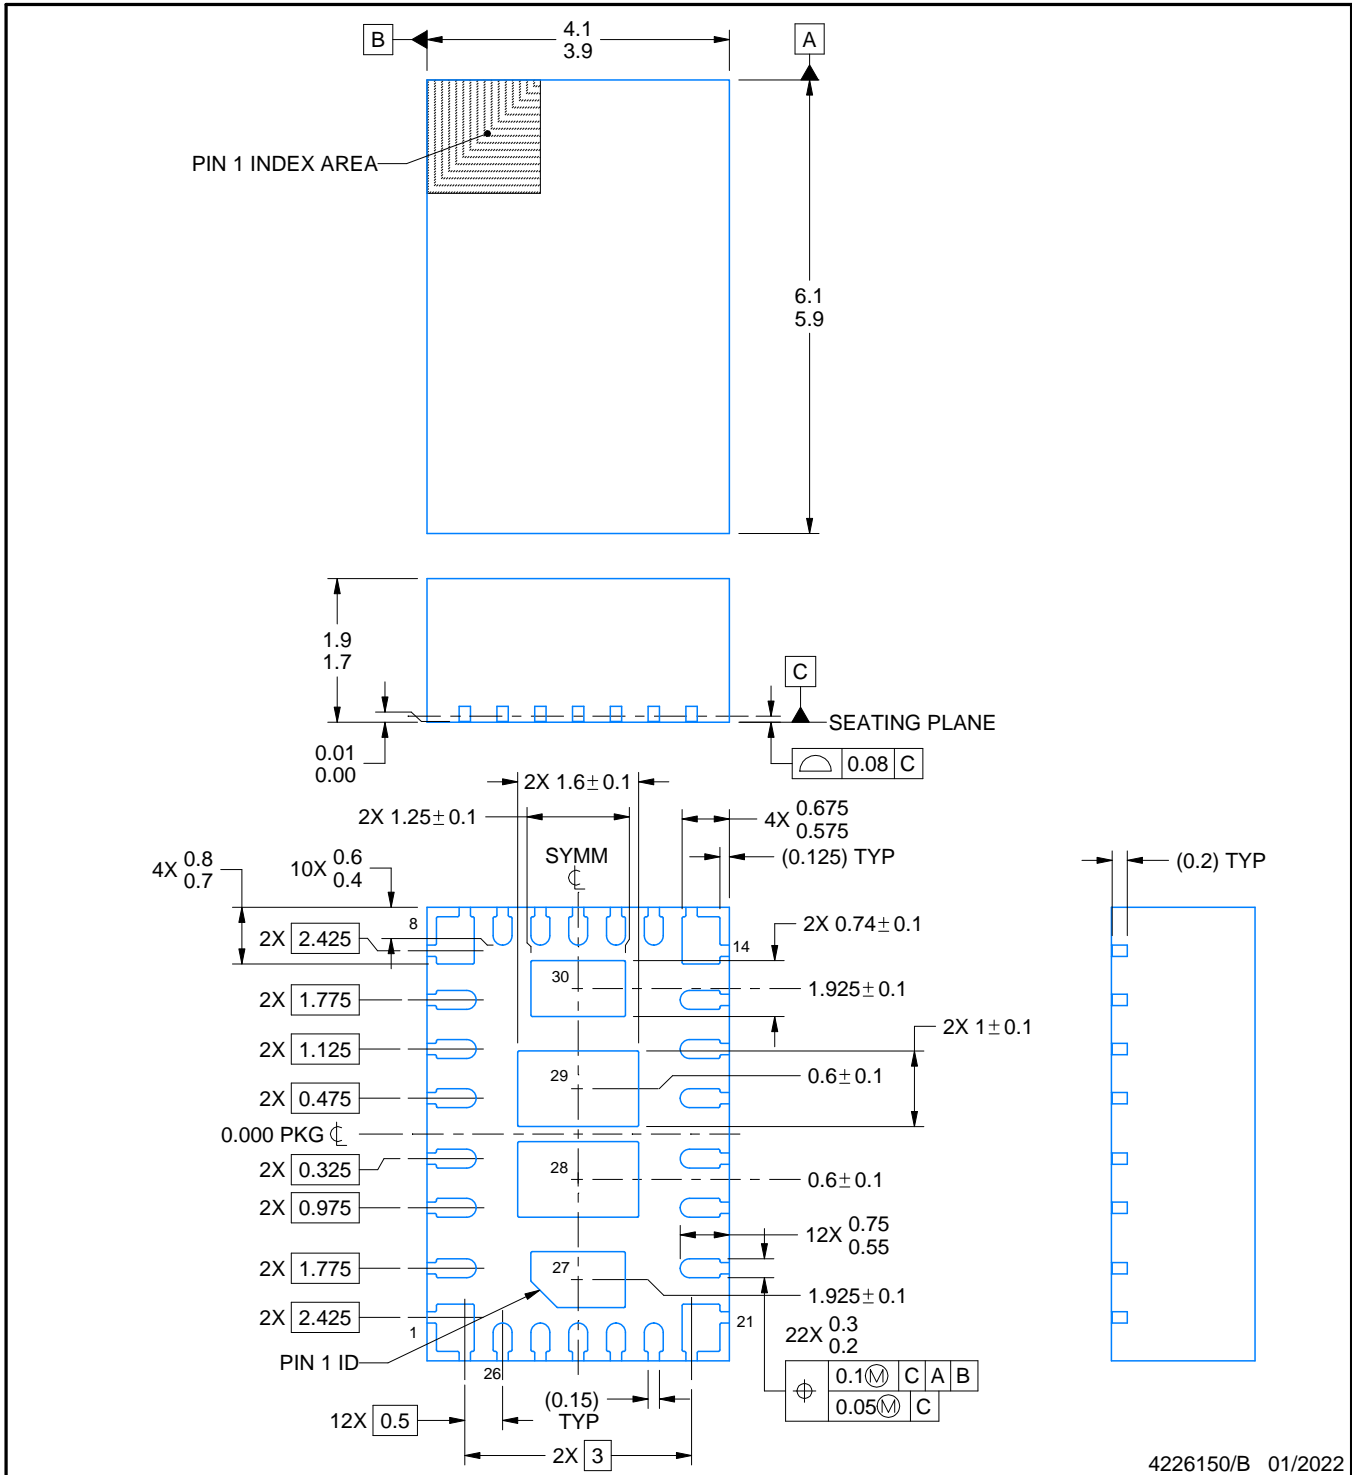 B
4.1
3.9
A
PIN 1 INDEX AREA
6.1
5.9
1.9
1.7
C
SEATING PLANE
0.01
0.00
0.08 C
2X 1.6±0.1
2X 1.25±0.1
4X 0.675
0.575
(0.125) TYP
SYMM
4X 0.8
0.7
10X 0.6
0.4
(0.2) TYP
8
2X 0.74±0.1
2X 2.425
14
30
1.925±0.1
2X 1.775
2X 1±0.1
2X 1.125
29
0.6±0.1
2X 0.475
0.000 PKG ℄
2X 0.325
28
0.6±0.1
2X 0.975
12X 0.75
0.55
2X 1.775
27
1.925±0.1
2X 2.425
1
21
22X 0.3
0.2
PIN 1 ID
26
0.1Ⓜ C A B
0.05Ⓜ C
(0.15)
TYP
12X 0.5
2X 3
4226150/B 01/2022